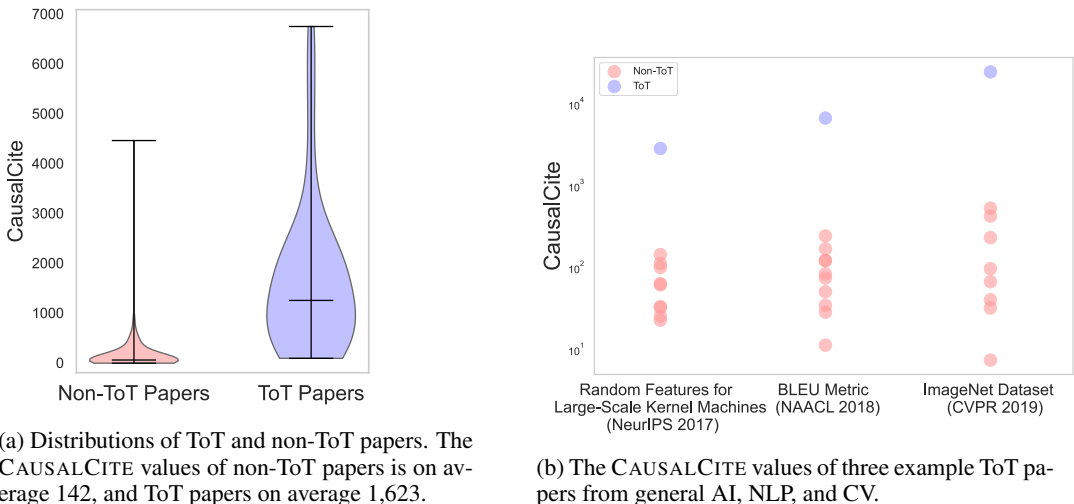 7000
6000
5000
4000
3000
2000
1000
0
CausalCite
Non-ToT Papers
ToT Papers
(a) Distributions of ToT and non-ToT papers. The
CAUSALCITE values of non-ToT papers is on av-
erage 142, and ToT papers on average 1,623.
Non-ToT
ToT
10^4
10^3
10^2
10^1
CausalCite
Random Features for
Large-Scale Kernel Machines
(NeurIPS 2017)
BLEU Metric
(NAACL 2018)
ImageNet Dataset
(CVPR 2019)
(b) The CAUSALCITE values of three example ToT pa-
pers from general AI, NLP, and CV.